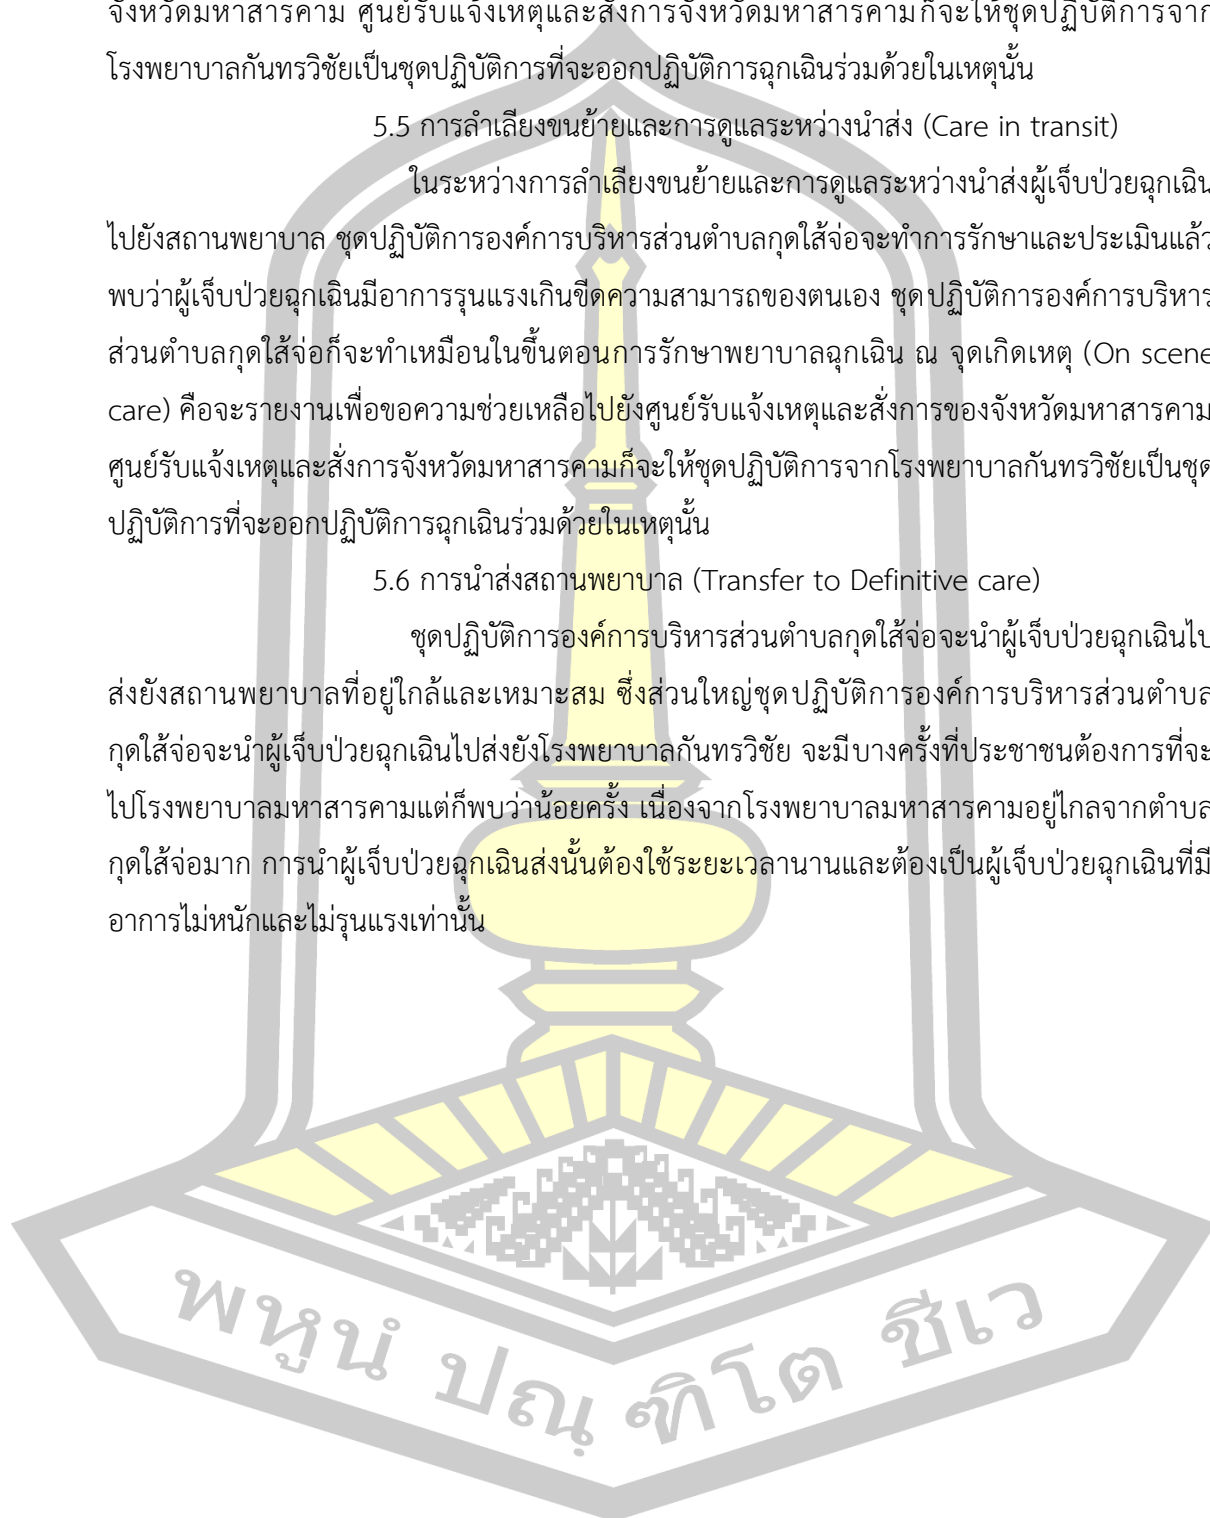 จังหวัดมหาสารคาม ศูนย์รับแจ้งเหตุและสั่งการจังหวัดมหาสารคามก็จะให้ชุดปฏิบัติการจาก
โรงพยาบาลกันทรวิชัยเป็นชุดปฏิบัติการที่จะออกปฏิบัติการฉุกเฉินร่วมด้วยในเหตุนั้น
5.5 การลำเลียงขนย้ายและการดูแลระหว่างนำส่ง (Care in transit)
ในระหว่างการลำเลียงขนย้ายและการดูแลระหว่างนำส่งผู้เจ็บป่วยฉุกเฉิน
ไปยังสถานพยาบาล ชุดปฏิบัติการองค์การบริหารส่วนตำบลกุดใส้จ่อจะทำการรักษาและประเมินแล้ว
พบว่าผู้เจ็บป่วยฉุกเฉินมีอาการรุนแรงเกินขีดความสามารถของตนเอง ชุดปฏิบัติการองค์การบริหาร
ส่วนตำบลกุดใส้จ่อก็จะทำเหมือนในขึ้นตอนการรักษาพยาบาลฉุกเฉิน ณ จุดเกิดเหตุ (On scene
care) คือจะรายงานเพื่อขอความช่วยเหลือไปยังศูนย์รับแจ้งเหตุและสั่งการของจังหวัดมหาสารคาม
ศูนย์รับแจ้งเหตุและสั่งการจังหวัดมหาสารคามก็จะให้ชุดปฏิบัติการจากโรงพยาบาลกันทรวิชัยเป็นชุด
ปฏิบัติการที่จะออกปฏิบัติการฉุกเฉินร่วมด้วยในเหตุนั้น
5.6 การนำส่งสถานพยาบาล (Transfer to Definitive care)
ชุดปฏิบัติการองค์การบริหารส่วนตำบลกุดใส้จ่อจะนำผู้เจ็บป่วยฉุกเฉินไป
ส่งยังสถานพยาบาลที่อยู่ใกล้และเหมาะสม ซึ่งส่วนใหญ่ชุดปฏิบัติการองค์การบริหารส่วนตำบล
กุดใส้จ่อจะนำผู้เจ็บป่วยฉุกเฉินไปส่งยังโรงพยาบาลกันทรวิชัย จะมีบางครั้งที่ประชาชนต้องการที่จะ
ไปโรงพยาบาลมหาสารคามแต่ก็พบว่าน้อยครั้ง เนื่องจากโรงพยาบาลมหาสารคามอยู่ไกลจากตำบล
กุดใส้จ่อมาก การนำผู้เจ็บป่วยฉุกเฉินส่งนั้นต้องใช้ระยะเวลานานและต้องเป็นผู้เจ็บป่วยฉุกเฉินที่มี
อาการไม่หนักและไม่รุนแรงเท่านั้น
พหูนํ ปณฺฑิโต ชีเว